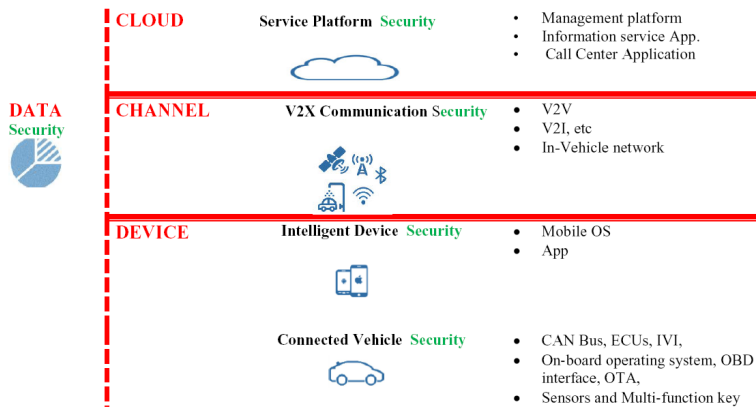 CLOUD
Service Platform Security
• Management platform
• Information service App.
• Call Center Application
DATA
Security
CHANNEL
V2X Communication Security
• V2V
• V2I, etc
• In-Vehicle network
DEVICE
Intelligent Device Security
• Mobile OS
• App
Connected Vehicle Security
• CAN Bus, ECUs, IVI,
• On-board operating system, OBD
interface, OTA,
• Sensors and Multi-function key